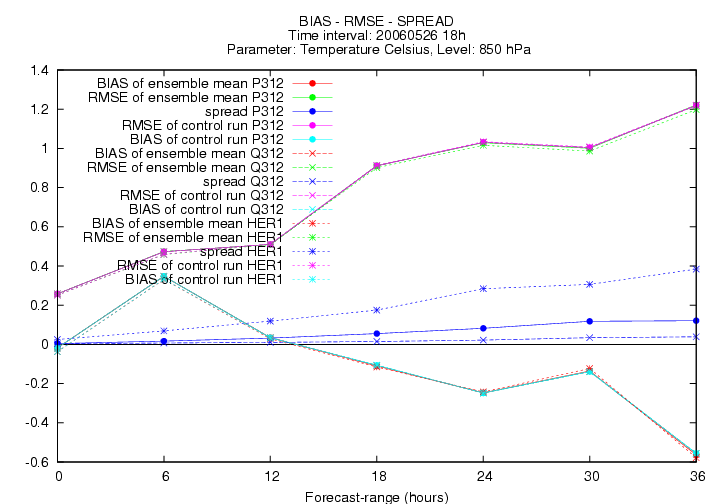 BIAS - RMSE - SPREAD
Time interval: 20060526 18h
Parameter: Temperature Celsius, Level: 850 hPa
1.4
1.2
1
0.8
0.6
0.4
0.2
0
-0.2
-0.4
-0.6
BIAS of ensemble mean P312
RMSE of ensemble mean P312
spread P312
RMSE of control run P312
BIAS of control run P312
BIAS of ensemble mean Q312
RMSE of ensemble mean Q312
spread Q312
RMSE of control run Q312
BIAS of control run Q312
BIAS of ensemble mean HER1
RMSE of ensemble mean HER1
spread HER1
RMSE of control run HER1
BIAS of control run HER1
0 6 12 18 24 30 36
Forecast-range (hours)